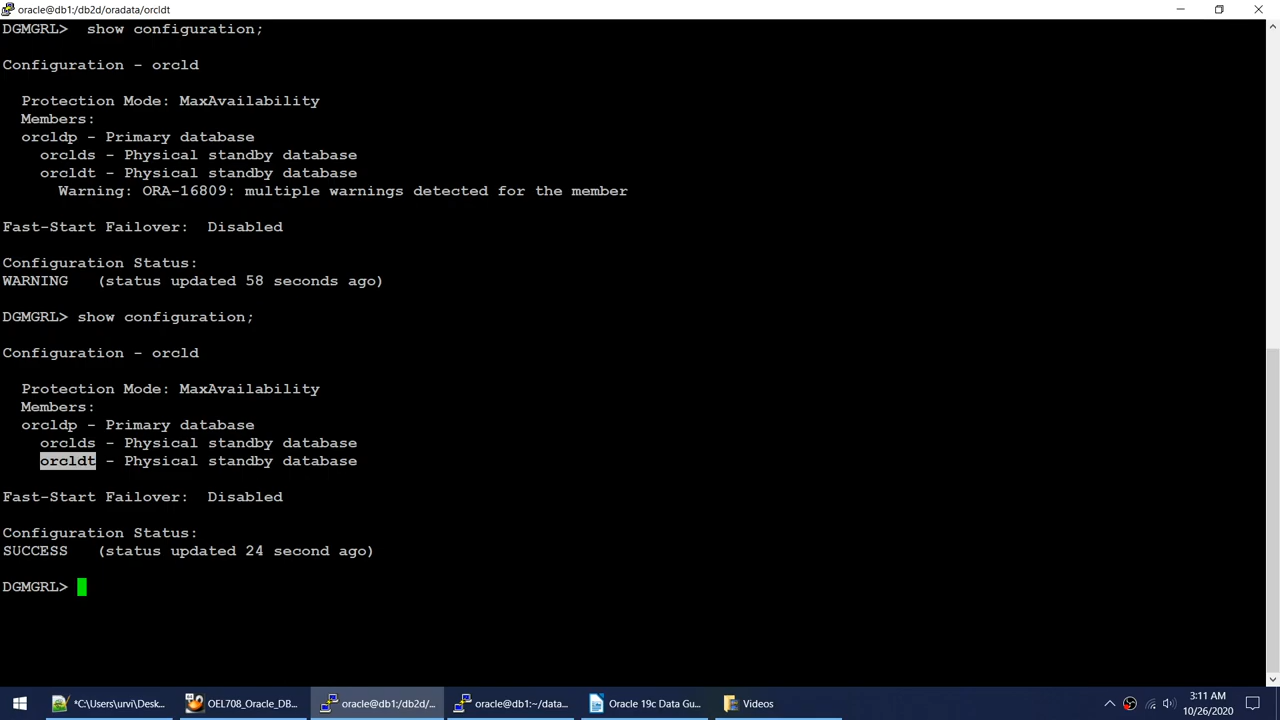 oracle@db1:/db2d/oradata/orcldt
DGMGRL>  show configuration;
Configuration - orcld
Protection Mode: MaxAvailability
Members:
orcldp - Primary database
orclds - Physical standby database
orcldt - Physical standby database
Warning: ORA-16809: multiple warnings detected for the member
Fast-Start Failover:  Disabled
Configuration Status:
WARNING   (status updated 58 seconds ago)
DGMGRL> show configuration;
Configuration - orcld
Protection Mode: MaxAvailability
Members:
orcldp - Primary database
orclds - Physical standby database
orcldt - Physical standby database
Fast-Start Failover:  Disabled
Configuration Status:
SUCCESS   (status updated 24 second ago)
DGMGRL>
*C:\Users\urvi\Desk... OEL708_Oracle_DB... oracle@db1:/db2d/... oracle@db1:~/data... Oracle 19c Data Gu... Videos
3:11 AM
10/26/2020